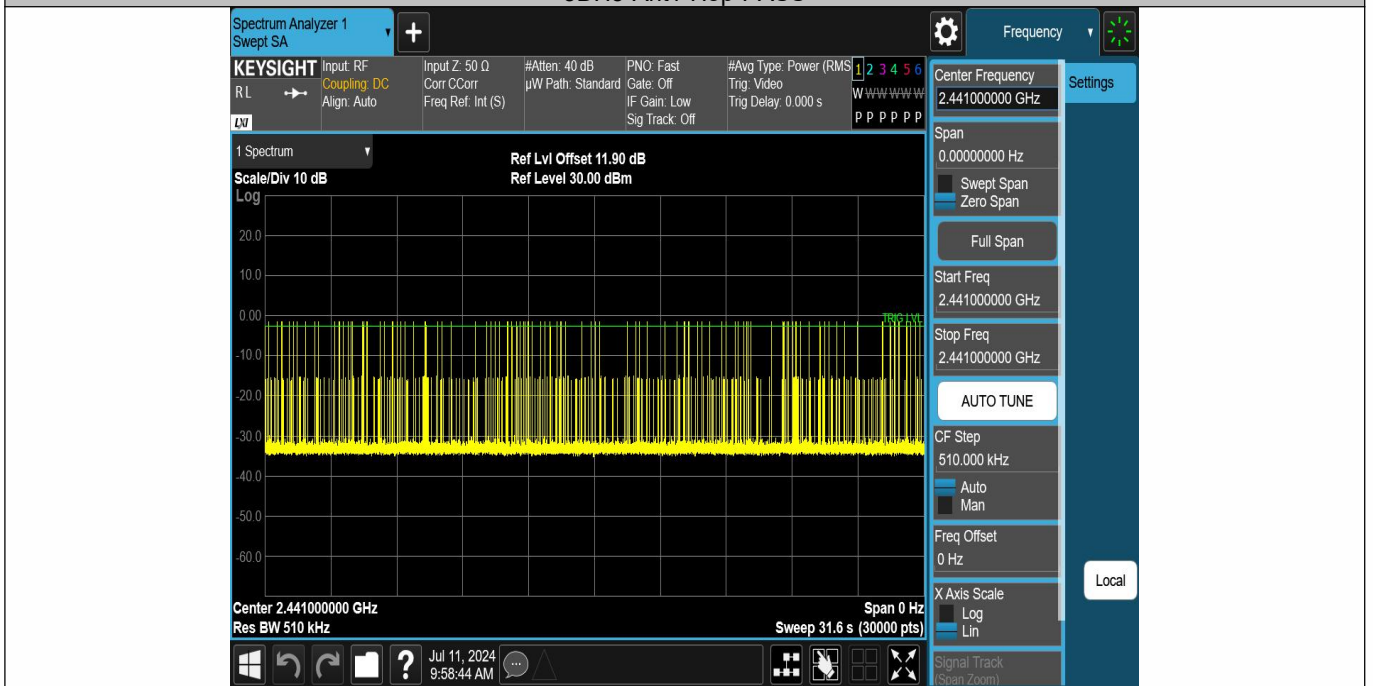 Spectrum Analyzer 1
Swept SA
+
Frequency
KEYSIGHT
R L
LXI
Input: RF
Coupling: DC
Align: Auto
Input Z: 50 Ω
Corr CCorr
Freq Ref: Int (S)
#Atten: 40 dB
µW Path: Standard
PNO: Fast
Gate: Off
IF Gain: Low
Sig Track: Off
#Avg Type: Power (RMS
Trig: Video
Trig Delay: 0.000 s
1 2 3 4 5 6
W W W W W W
P P P P P P
Center Frequency
2.441000000 GHz
Settings
Span
0.00000000 Hz
Swept Span
Zero Span
Full Span
Start Freq
2.441000000 GHz
Stop Freq
2.441000000 GHz
AUTO TUNE
CF Step
510.000 kHz
Auto
Man
Freq Offset
0 Hz
X Axis Scale
Log
Lin
Signal Track
(Span Zoom)
Local
1 Spectrum
Scale/Div 10 dB
Log
Ref Lvl Offset 11.90 dB
Ref Level 30.00 dBm
20.0
10.0
0.00
TRIG LVL
-10.0
-20.0
-30.0
-40.0
-50.0
-60.0
Center 2.441000000 GHz
Res BW 510 kHz
Span 0 Hz
Sweep 31.6 s (30000 pts)
?
Jul 11, 2024
9:58:44 AM